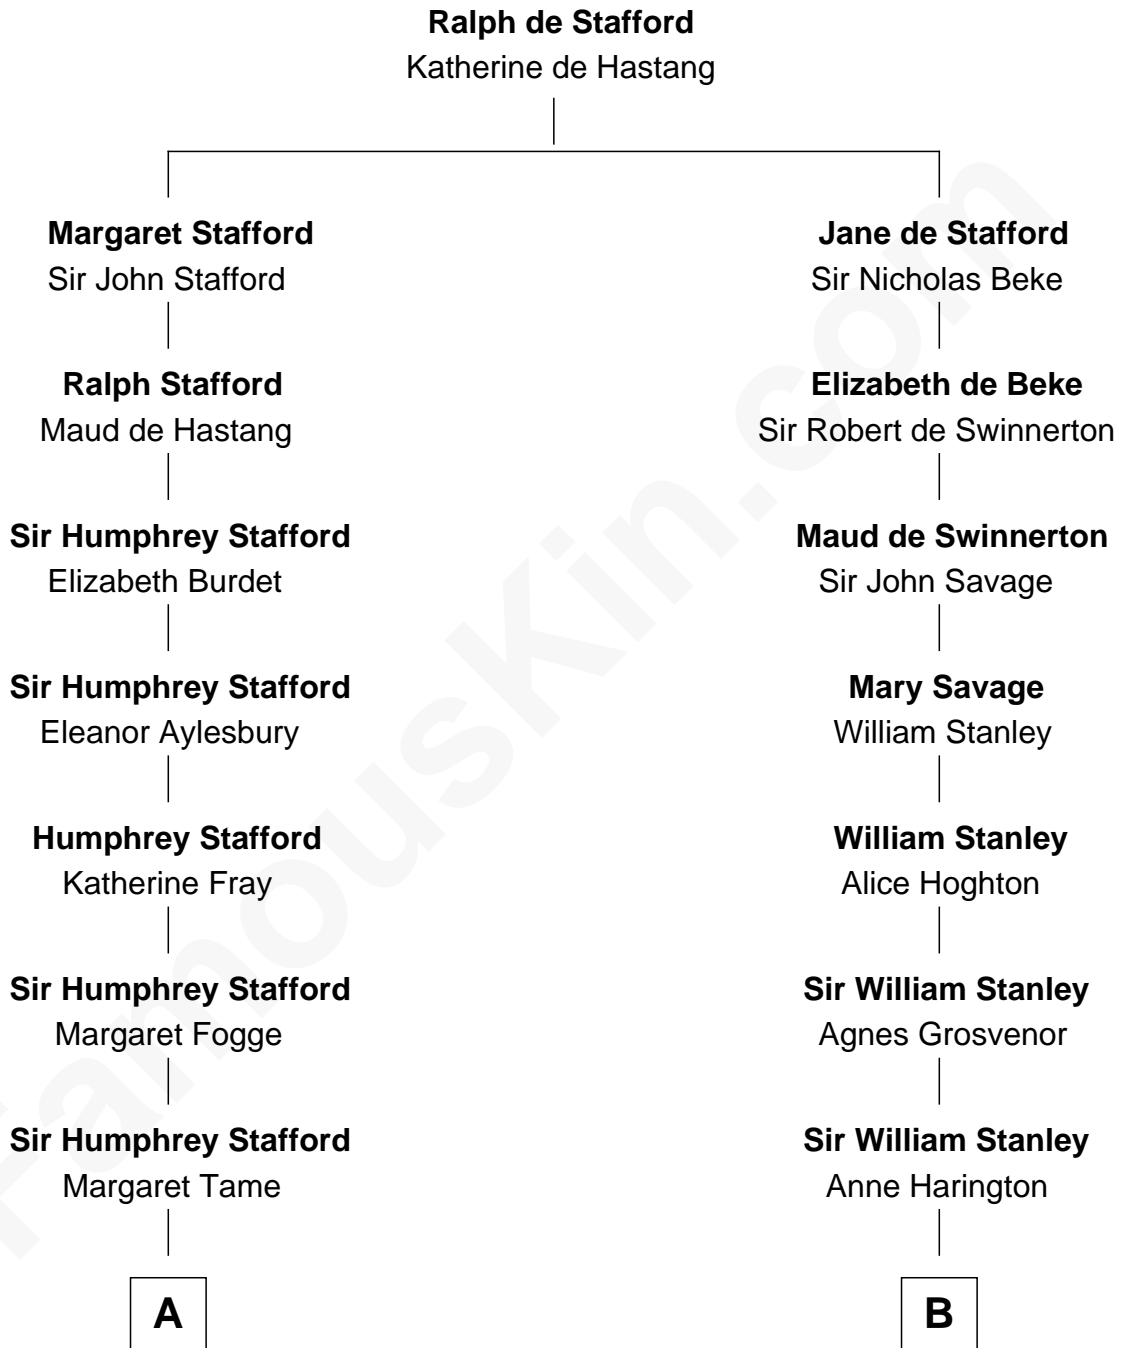 Ralph de Stafford
Katherine de Hastang
Margaret Stafford
Sir John Stafford
Jane de Stafford
Sir Nicholas Beke
Ralph Stafford
Maud de Hastang
Elizabeth de Beke
Sir Robert de Swinnerton
Sir Humphrey Stafford
Elizabeth Burdet
Maud de Swinnerton
Sir John Savage
Sir Humphrey Stafford
Eleanor Aylesbury
Mary Savage
William Stanley
Humphrey Stafford
Katherine Fray
William Stanley
Alice Hoghton
Sir Humphrey Stafford
Margaret Fogge
Sir William Stanley
Agnes Grosvenor
Sir Humphrey Stafford
Margaret Tame
Sir William Stanley
Anne Harington
A
B
FamousKin.com